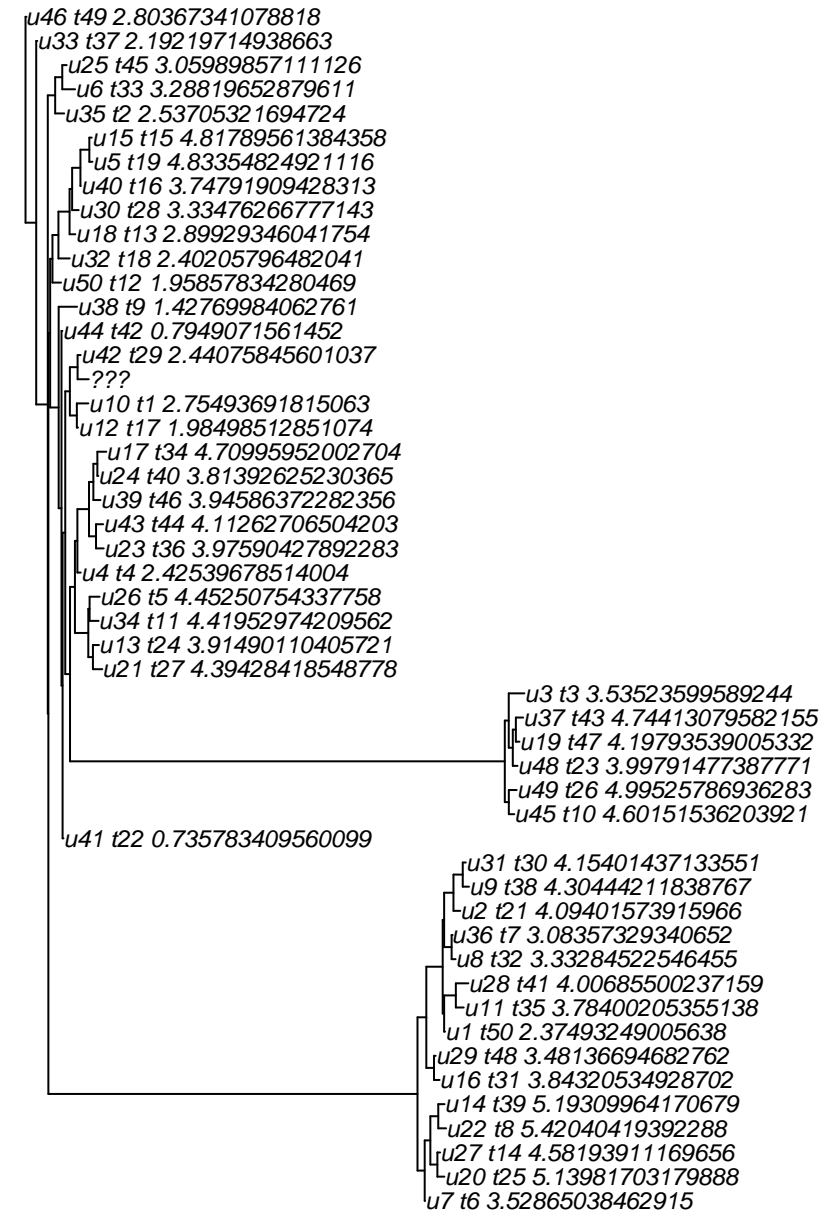 u46 t49 2.80367341078818
u33 t37 2.19219714938663
u25 t45 3.05989857111126
u6 t33 3.28819652879611
u35 t2 2.53705321694724
u15 t15 4.81789561384358
u5 t19 4.83354824921116
u40 t16 3.74791909428313
u30 t28 3.33476266777143
u18 t13 2.89929346041754
u32 t18 2.40205796482041
u50 t12 1.95857834280469
u38 t9 1.42769984062761
u44 t42 0.7949071561452
u42 t29 2.44075845601037
???
u10 t1 2.75493691815063
u12 t17 1.98498512851074
u17 t34 4.70995952002704
u24 t40 3.81392625230365
u39 t46 3.94586372282356
u43 t44 4.11262706504203
u23 t36 3.97590427892283
u4 t4 2.42539678514004
u26 t5 4.45250754337758
u34 t11 4.41952974209562
u13 t24 3.91490110405721
u21 t27 4.39428418548778
u3 t3 3.53523599589244
u37 t43 4.74413079582155
u19 t47 4.19793539005332
u48 t23 3.99791477387771
u49 t26 4.99525786936283
u45 t10 4.60151536203921
u41 t22 0.735783409560099
u31 t30 4.15401437133551
u9 t38 4.30444211838767
u2 t21 4.09401573915966
u36 t7 3.08357329340652
u8 t32 3.33284522546455
u28 t41 4.00685500237159
u11 t35 3.78400205355138
u1 t50 2.37493249005638
u29 t48 3.48136694682762
u16 t31 3.84320534928702
u14 t39 5.19309964170679
u22 t8 5.42040419392288
u27 t14 4.58193911169656
u20 t25 5.13981703179888
u7 t6 3.52865038462915